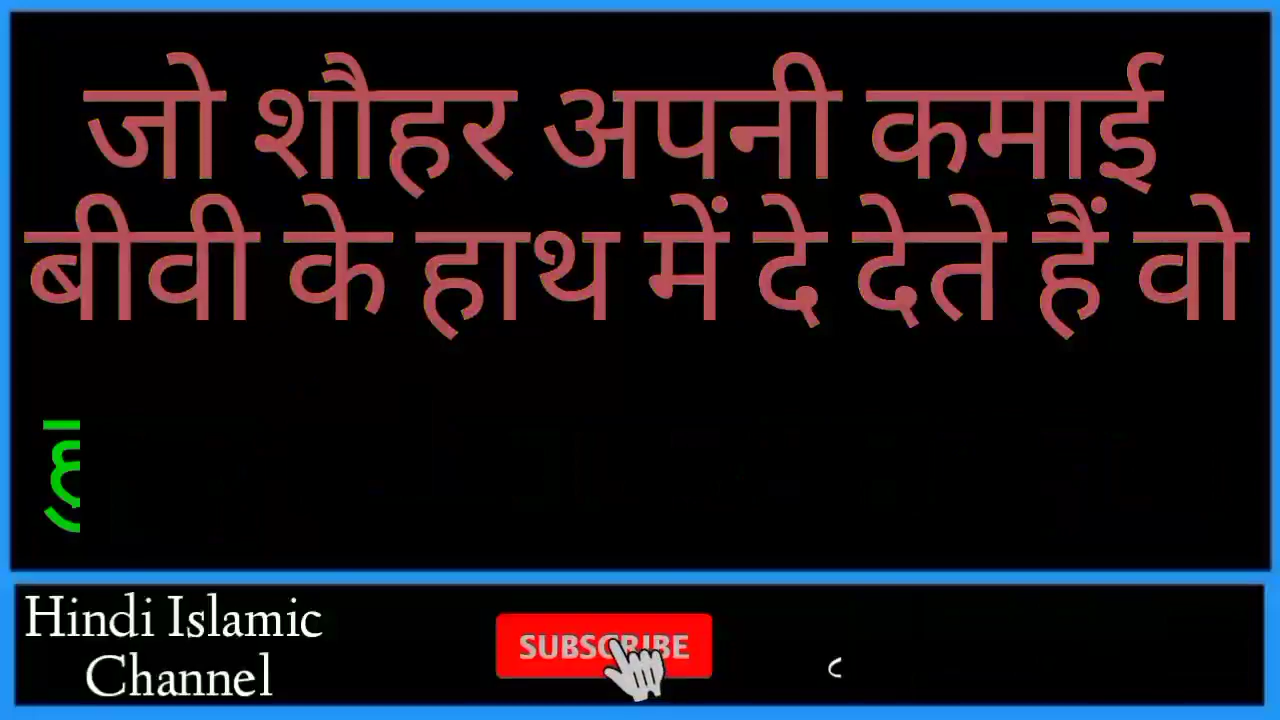 जो शौहर अपनी कमाई
बीवी के हाथ में दे देते हैं वो
Hindi Islamic
Channel
SUBSCRIBE